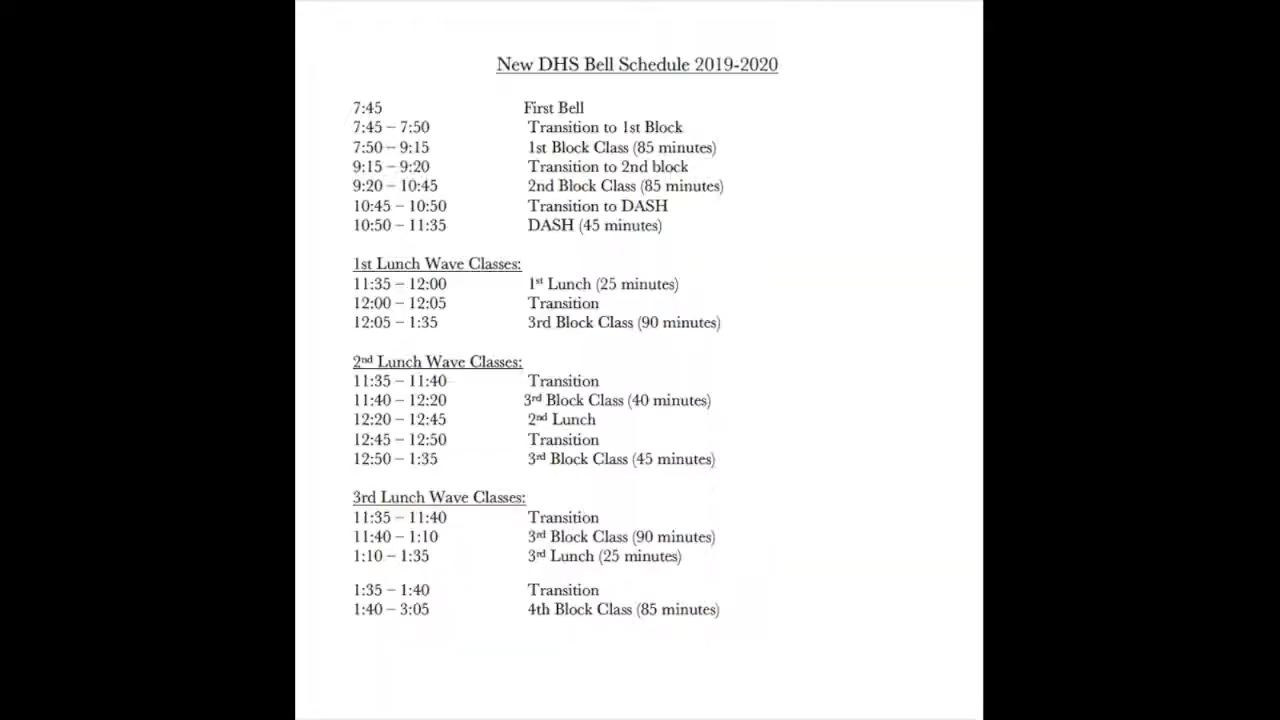 New DHS Bell Schedule 2019-2020
7:45 First Bell
7:45 – 7:50 Transition to 1st Block
7:50 – 9:15 1st Block Class (85 minutes)
9:15 – 9:20 Transition to 2nd block
9:20 – 10:45 2nd Block Class (85 minutes)
10:45 – 10:50 Transition to DASH
10:50 – 11:35 DASH (45 minutes)
1st Lunch Wave Classes:
11:35 – 12:00 1st Lunch (25 minutes)
12:00 – 12:05 Transition
12:05 – 1:35 3rd Block Class (90 minutes)
2nd Lunch Wave Classes:
11:35 – 11:40 Transition
11:40 – 12:20 3rd Block Class (40 minutes)
12:20 – 12:45 2nd Lunch
12:45 – 12:50 Transition
12:50 – 1:35 3rd Block Class (45 minutes)
3rd Lunch Wave Classes:
11:35 – 11:40 Transition
11:40 – 1:10 3rd Block Class (90 minutes)
1:10 – 1:35 3rd Lunch (25 minutes)
1:35 – 1:40 Transition
1:40 – 3:05 4th Block Class (85 minutes)